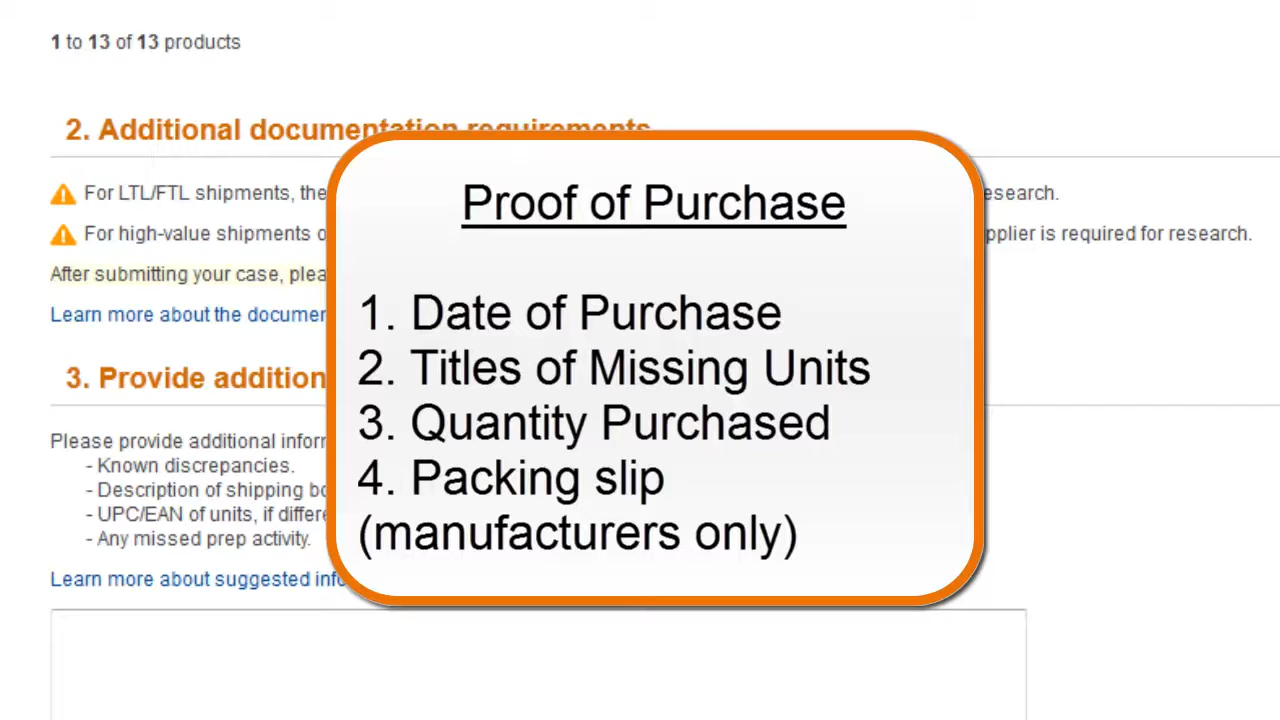 1 to 13 of 13 products
2. Additional documentation requirements
For LTL/FTL shipments, the
esearch.
For high-value shipments o
pplier is required for research.
After submitting your case, plea
Learn more about the documen
3. Provide addition
Please provide additional inform
- Known discrepancies.
- Description of shipping bo
- UPC/EAN of units, if differe
- Any missed prep activity.
Learn more about suggested info
Proof of Purchase
1. Date of Purchase
2. Titles of Missing Units
3. Quantity Purchased
4. Packing slip
(manufacturers only)